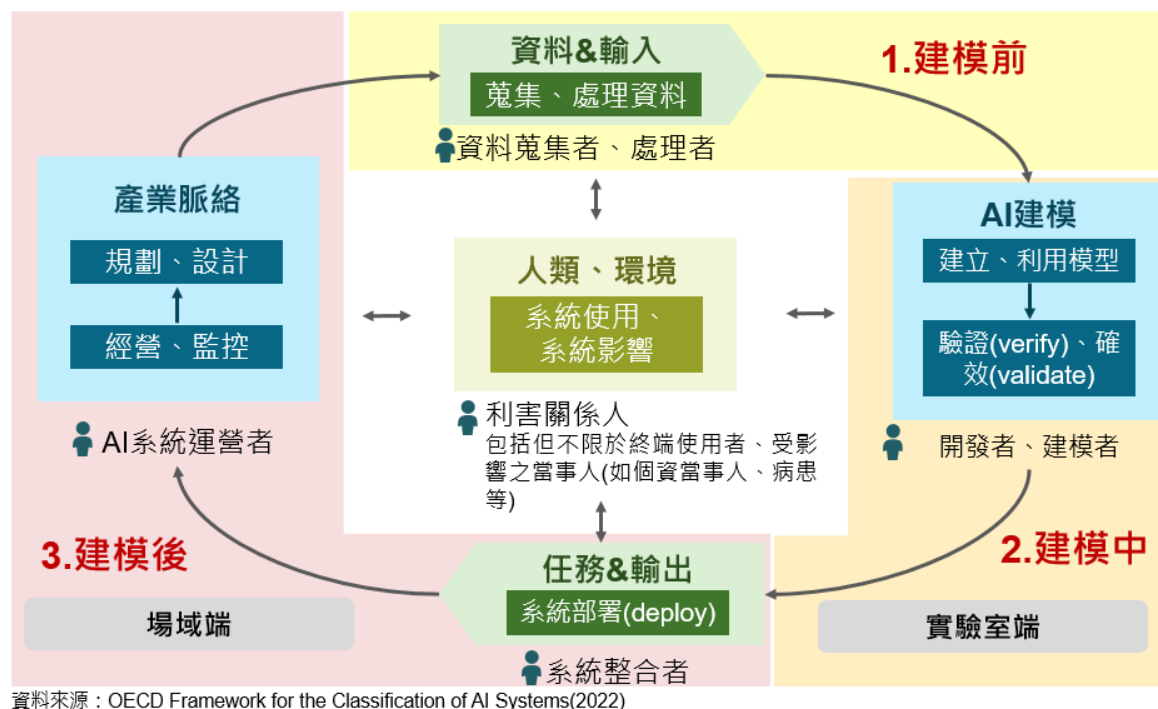 資料&輸入
1.建模前
蒐集、處理資料
資料蒐集者、處理者
產業脈絡
規劃、設計
經營、監控
AI系統運營者
人類、環境
系統使用、
系統影響
利害關係人
包括但不限於終端使用者、受影
響之當事人(如個資當事人、病患
等)
AI建模
建立、利用模型
驗證(verify)、確
效(validate)
開發者、建模者
3.建模後
場域端
任務&輸出
系統部署(deploy)
系統整合者
2.建模中
實驗室端
資料來源：OECD Framework for the Classification of AI Systems(2022)